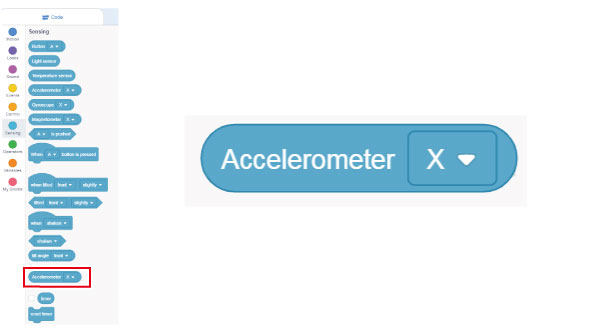 Code
Sensing
Motion
Looks
Sound
Events
Control
Sensing
Operators
Variables
My Blocks
Button A
Light sensor
Temperature sensor
Accelerometer X
Gyroscope X
Magnetometer X
A is pushed
When A button is pressed
when tilted front slightly
tilted front slightly
when shaken
shaken
tilt angle front
Accelerometer X
timer
reset timer
Accelerometer X